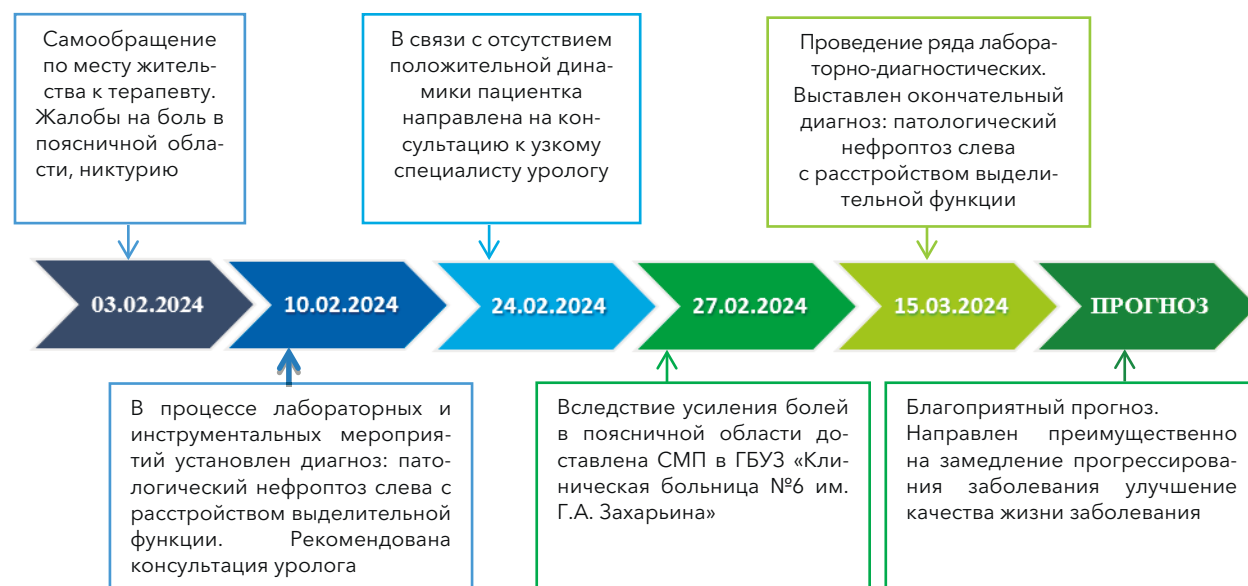 Самообращение
по месту житель-
ства к терапевту.
Жалобы на боль в
поясничной обла-
сти, никтурию
В связи с отсутствием
положительной дина-
мики пациентка
направлена на кон-
сультацию к узкому
специалисту урологу
Проведение ряда лабора-
торно-диагностических.
Выставлен окончательный
диагноз: патологический
нефроптоз слева
с расстройством выдели-
тельной функции
03.02.2024
10.02.2024
24.02.2024
27.02.2024
15.03.2024
ПРОГНОЗ
В процессе лабораторных и
инструментальных мероприя-
тий установлен диагноз: пато-
логический нефроптоз слева с
расстройством выделительной
функции. Рекомендована
консультация уролога
Вследствие усиления болей
в поясничной области до-
ставлена СМП в ГБУЗ «Кли-
ническая больница №6 им.
Г.А. Захарьина»
Благоприятный прогноз.
Направлен преимущественно
на замедление прогрессирова-
ния заболевания улучшение
качества жизни заболевания